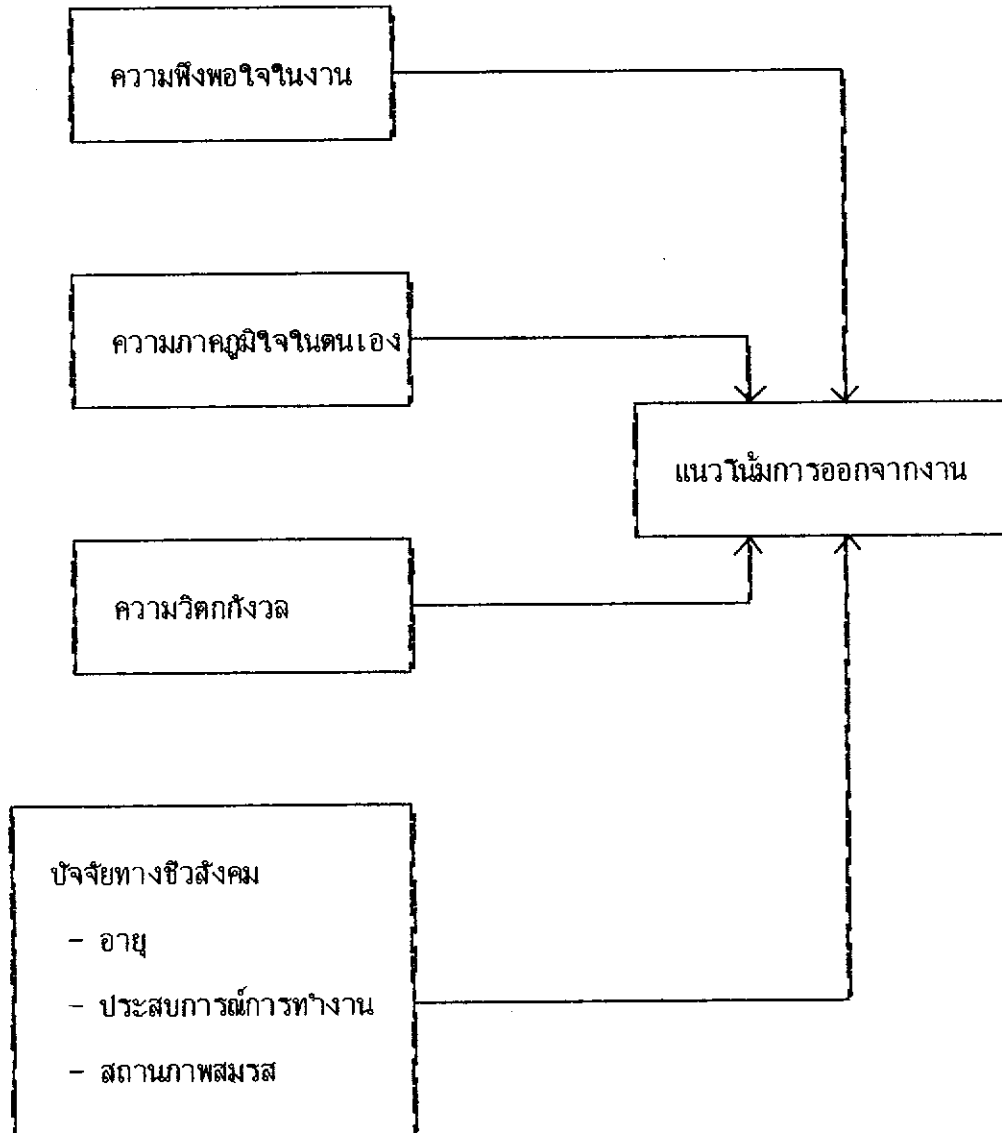 ความพึงพอใจในงาน
ความภาคภูมิใจในตนเอง
แนวโน้มการออกจากงาน
ความวิตกกังวล
ปัจจัยทางชีวสังคม
- อายุ
- ประสบการณ์การทำงาน
- สถานภาพสมรส